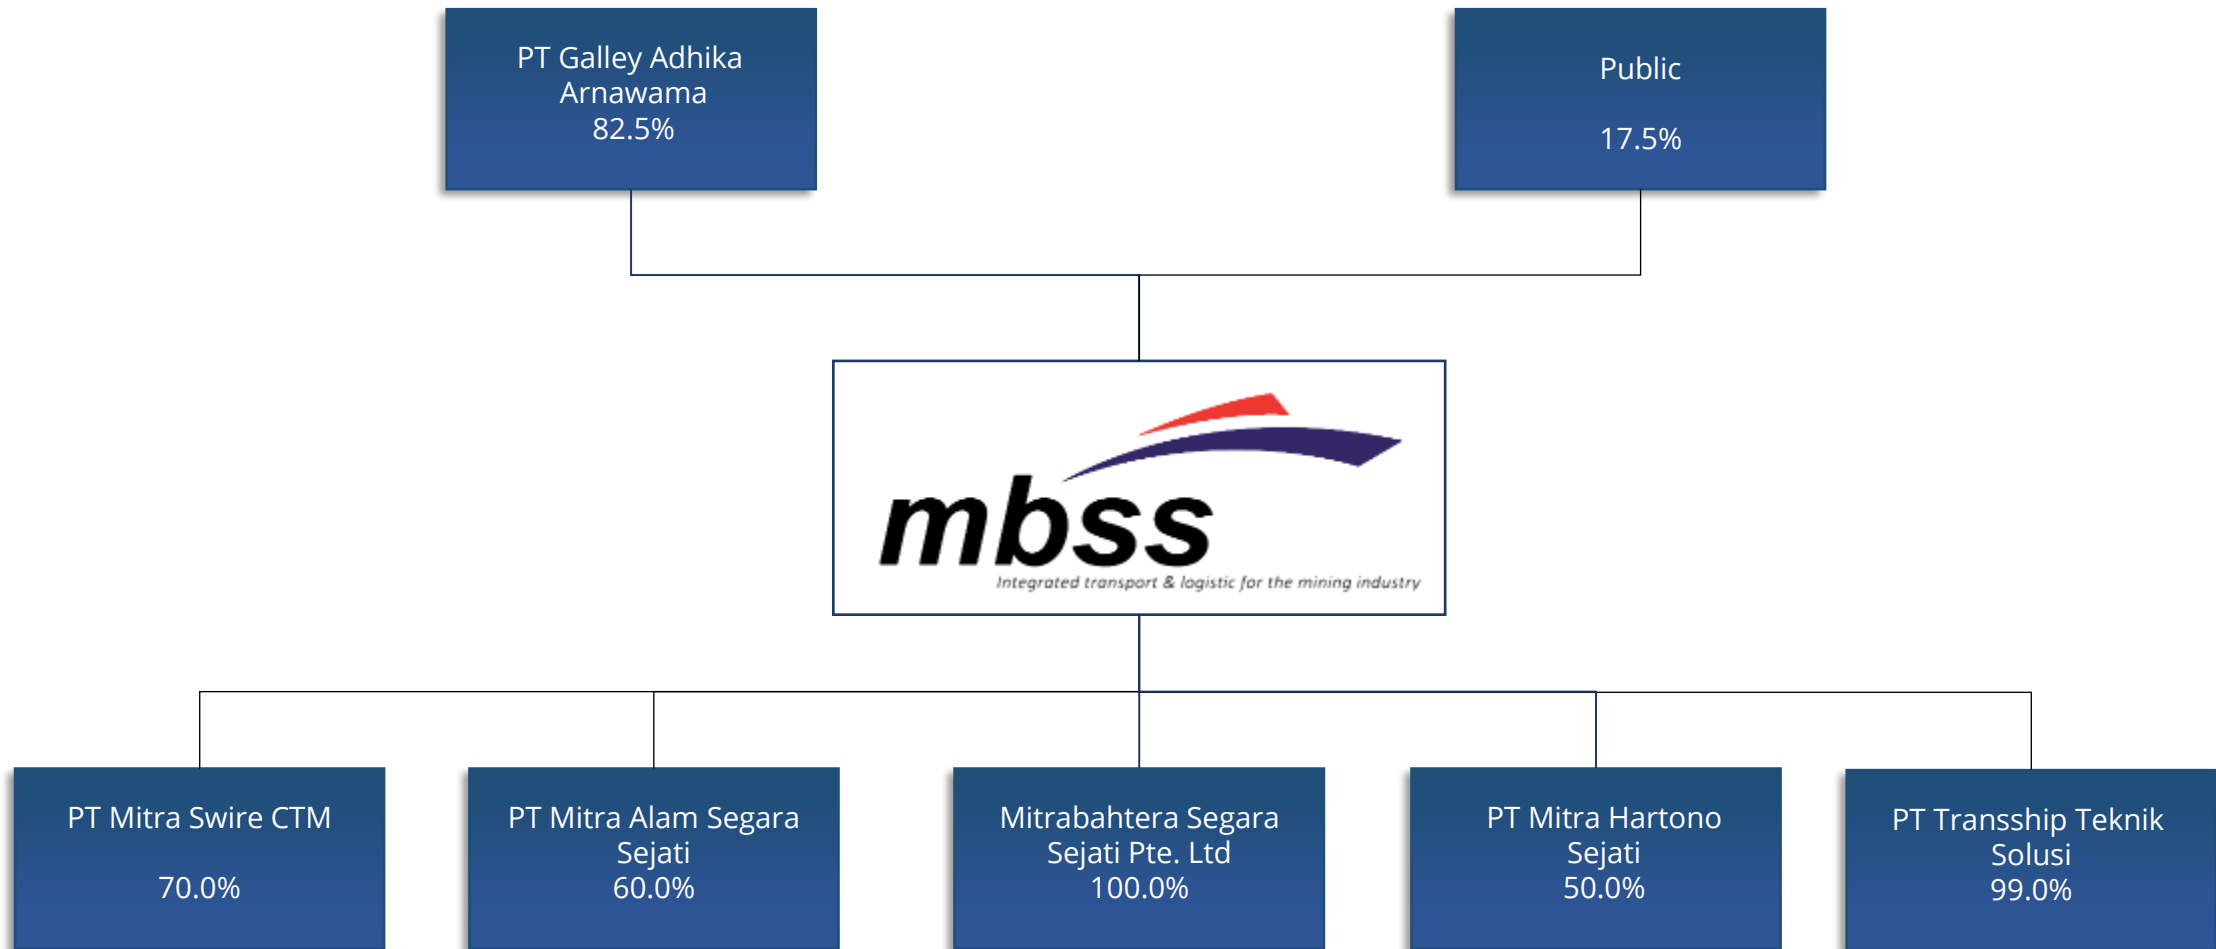 PT Galley Adhika
Arnawama
82.5%
Public
17.5%
mbss
Integrated transport & logistic for the mining industry
PT Mitra Swire CTM
70.0%
PT Mitra Alam Segara
Sejati
60.0%
Mitrabahtera Segara
Sejati Pte. Ltd
100.0%
PT Mitra Hartono
Sejati
50.0%
PT Transship Teknik
Solusi
99.0%